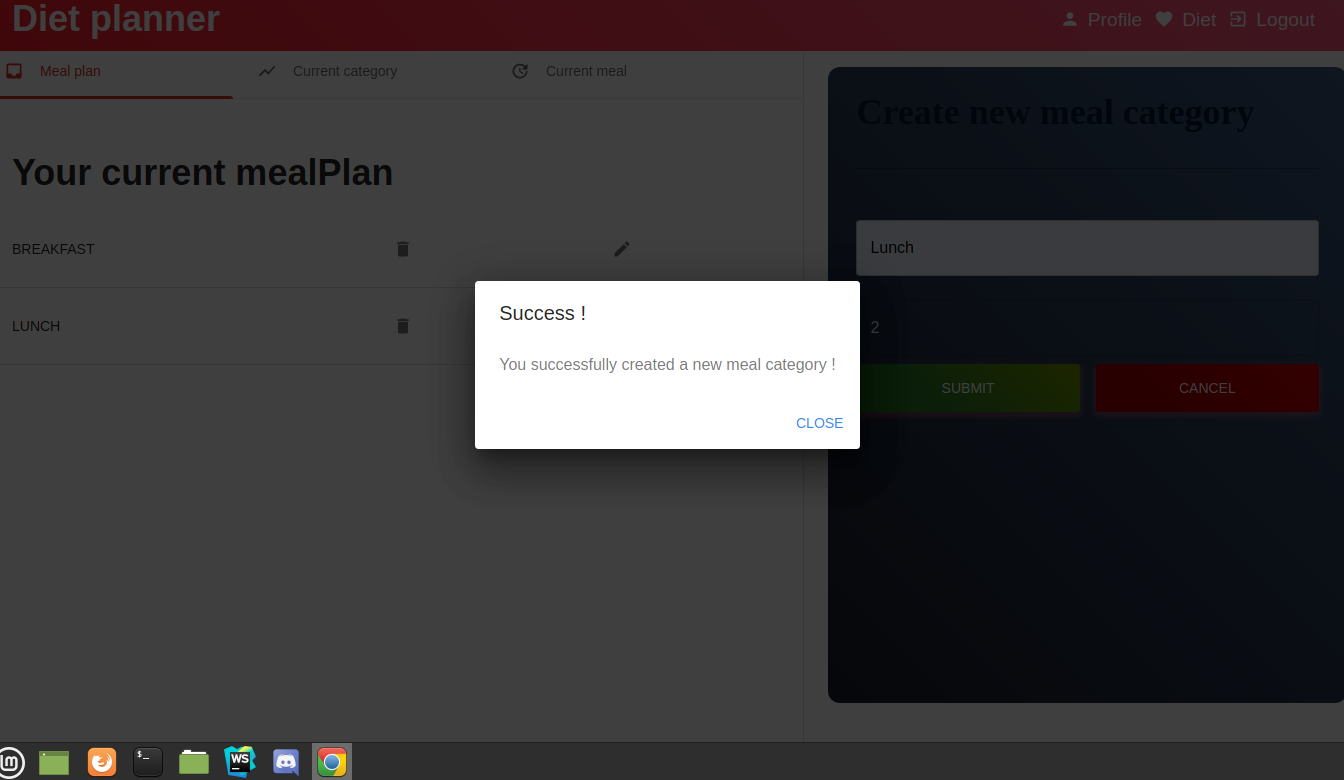 Diet planner
Profile Diet Logout
Meal plan Current category Current meal
Create new meal category
Your current mealPlan
BREAKFAST
Lunch
LUNCH
2
SUBMIT CANCEL
Success !
You successfully created a new meal category !
CLOSE
$_
WS